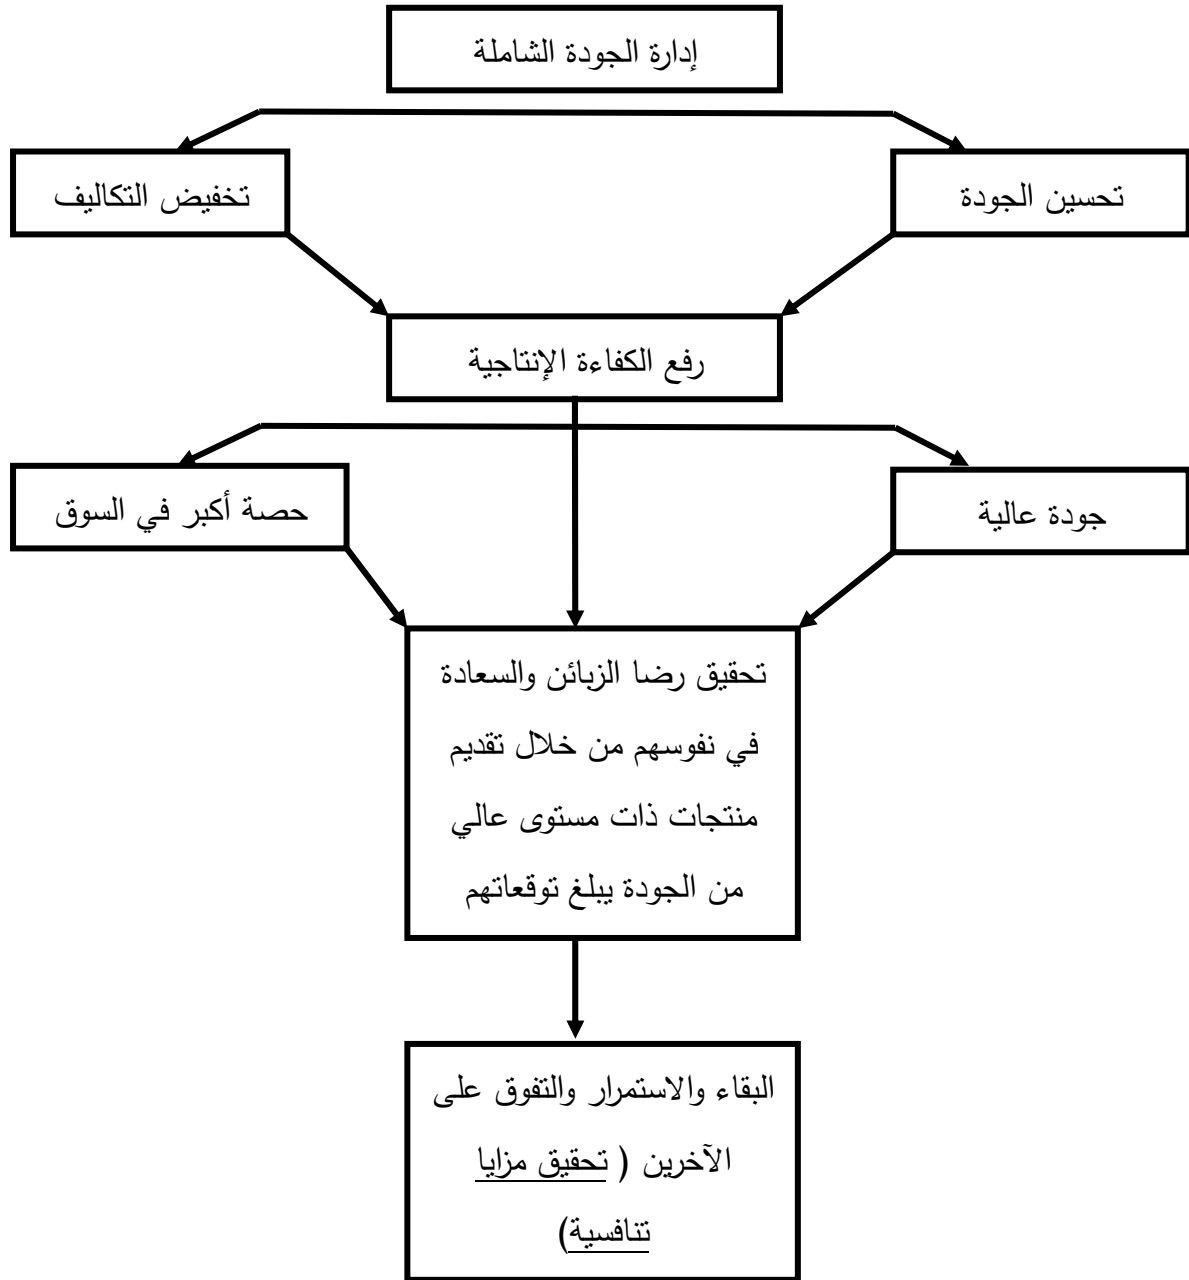 إدارة الجودة الشاملة
تحسين الجودة
تخفيض التكاليف
رفع الكفاءة الإنتاجية
جودة عالية
حصة أكبر في السوق
تحقيق رضا الزبائن والسعادة
في نفوسهم من خلال تقديم
منتجات ذات مستوى عالي
من الجودة يبلغ توقعاتهم
البقاء والاستمرار والتفوق على
الآخرين ( تحقيق مزايا
تنافسية)